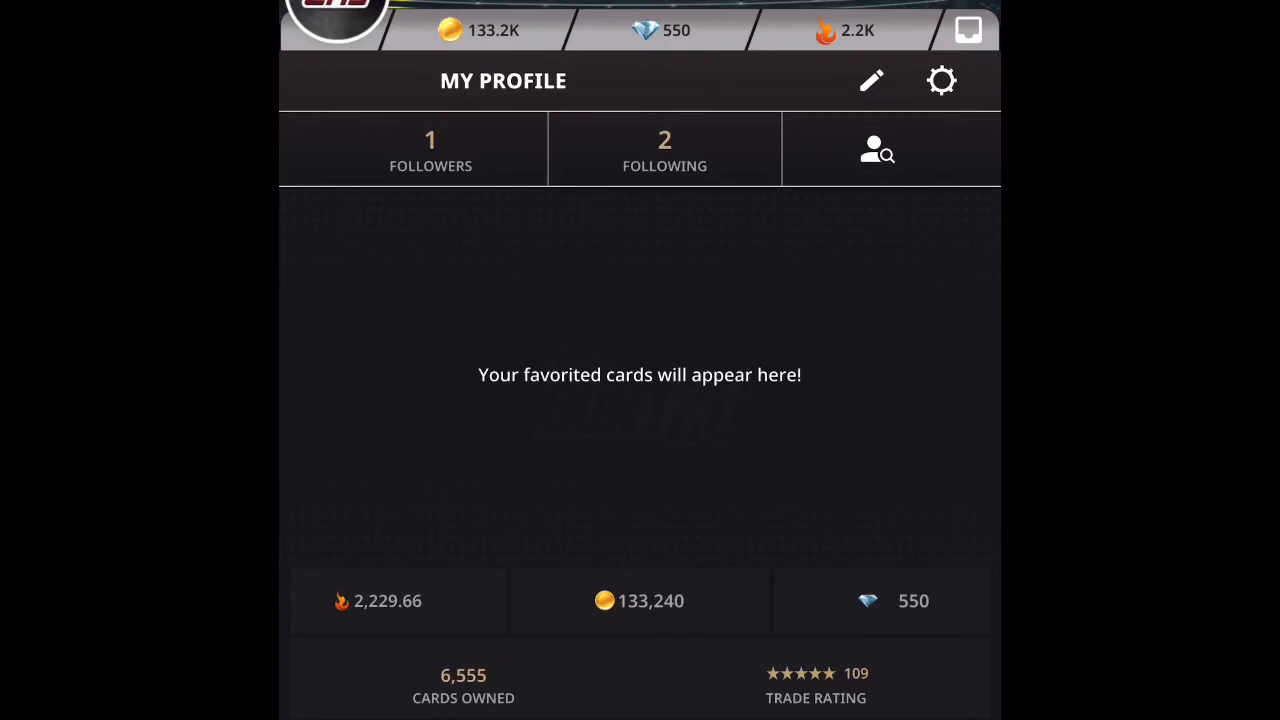 133.2K 550 2.2K
MY PROFILE
1 2
FOLLOWERS FOLLOWING
Your favorited cards will appear here!
2,229.66 133,240 550
6,555 ★★★★★ 109
CARDS OWNED TRADE RATING